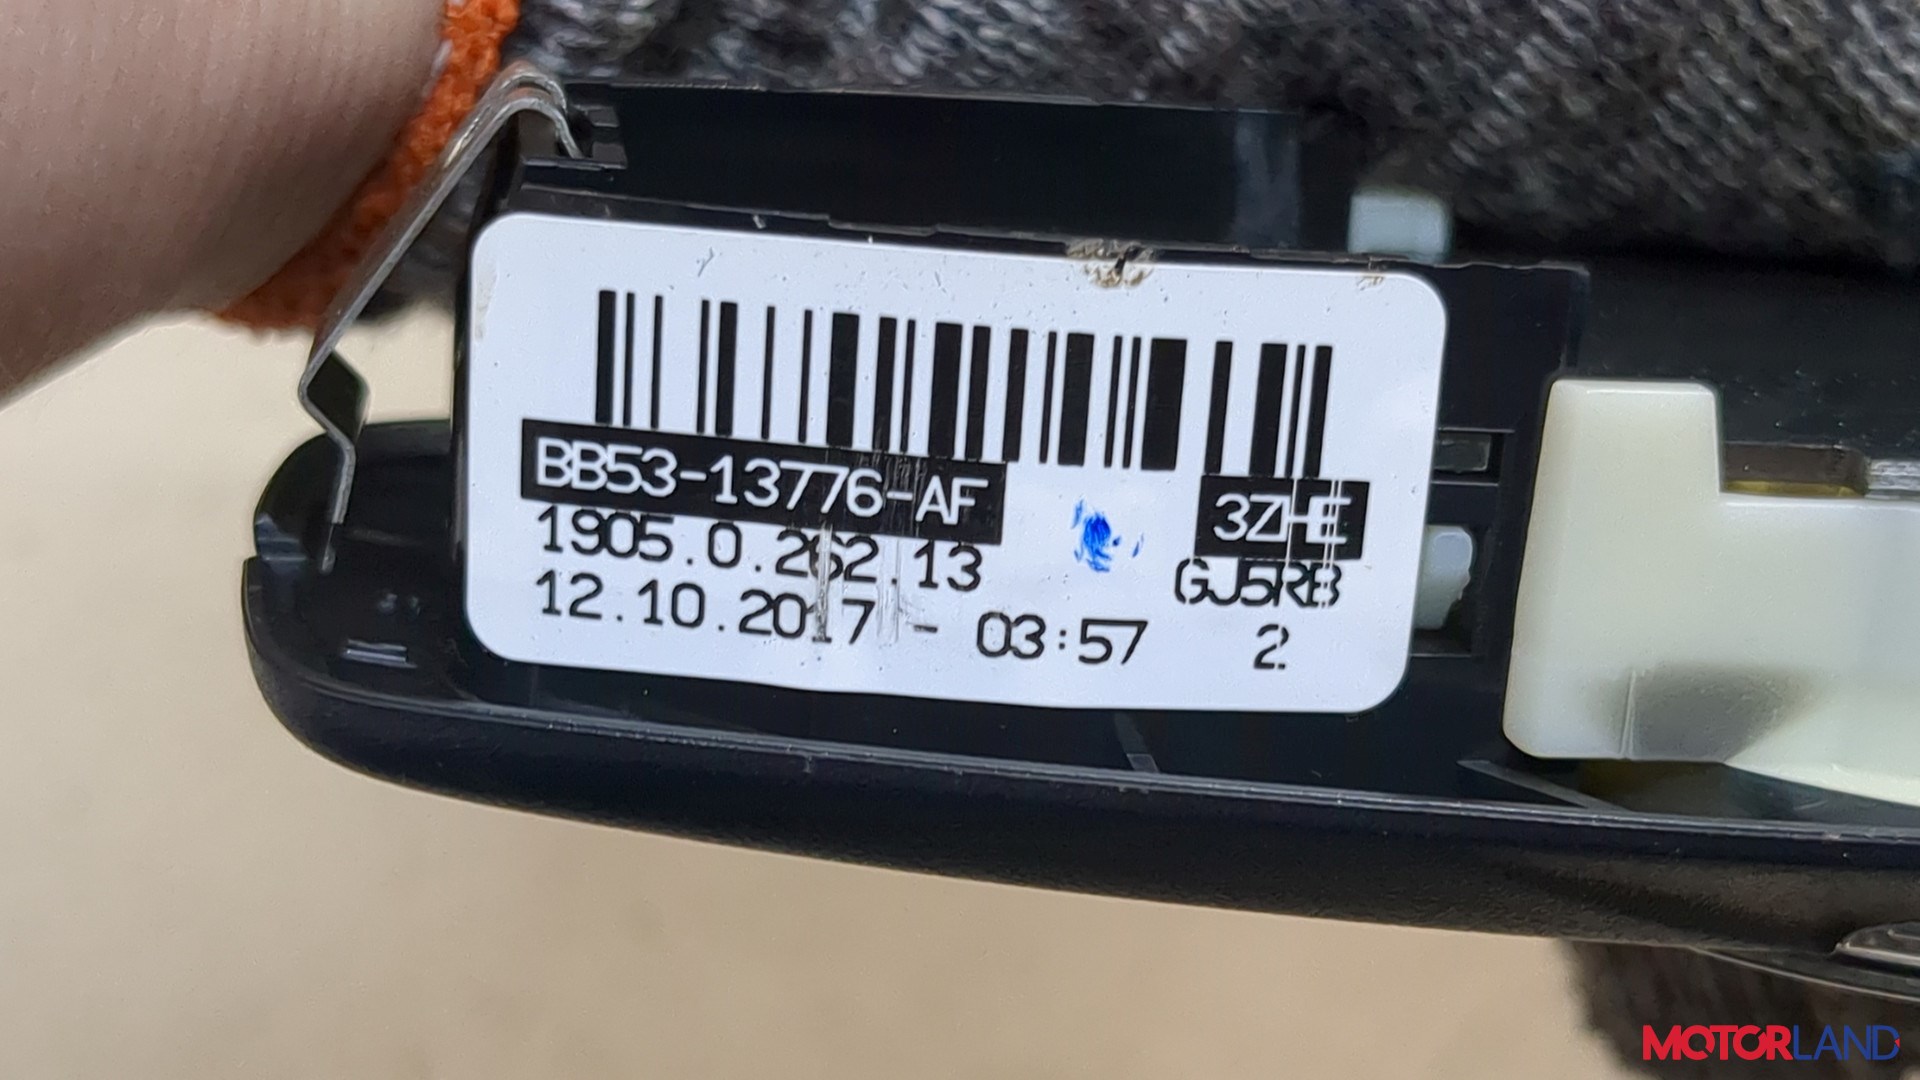 BB53-13776-AF 3ZHE
1905.0.262.13 GJ5RB
12.10.2017 - 03:57 2
MOTORLAND